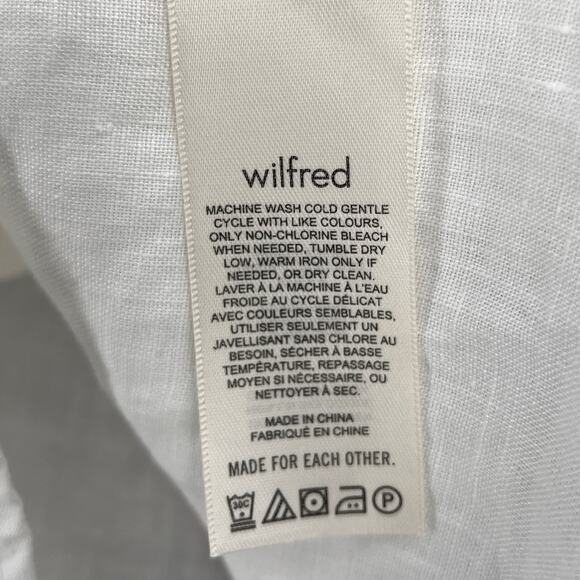 wilfred
MACHINE WASH COLD GENTLE
CYCLE WITH LIKE COLOURS,
ONLY NON-CHLORINE BLEACH
WHEN NEEDED, TUMBLE DRY
LOW, WARM IRON ONLY IF
NEEDED, OR DRY CLEAN.
LAVER À LA MACHINE À L'EAU
FROIDE AU CYCLE DÉLICAT
AVEC COULEURS SEMBLABLES,
UTILISER SEULEMENT UN
JAVELLISANT SANS CHLORE AU
BESOIN, SÉCHER À BASSE
TEMPÉRATURE, REPASSAGE
MOYEN SI NÉCESSAIRE, OU
NETTOYER À SEC.
MADE IN CHINA
FABRIQUÉ EN CHINE
MADE FOR EACH OTHER.
30C P